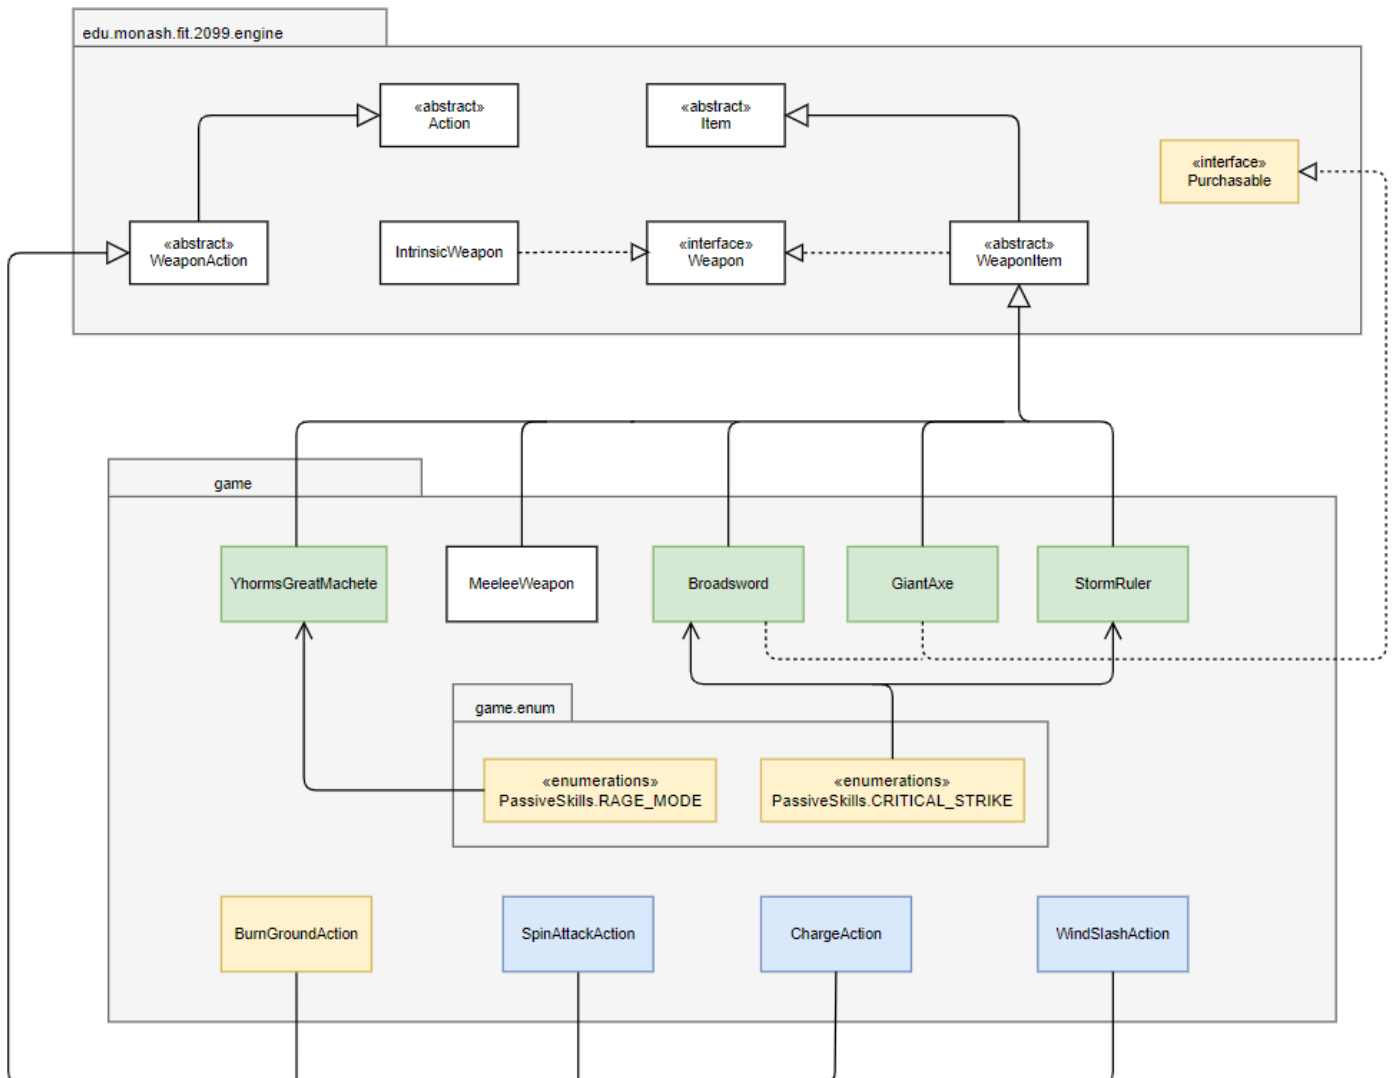 edu.monash.fit.2099.engine
«abstract»
Action
«abstract»
Item
«interface»
Purchasable
«abstract»
WeaponAction
IntrinsicWeapon
«interface»
Weapon
«abstract»
WeaponItem
game
YhormsGreatMachete
MeeleeWeapon
Broadsword
GiantAxe
StormRuler
game.enum
«enumerations»
PassiveSkills.RAGE_MODE
«enumerations»
PassiveSkills.CRITICAL_STRIKE
BurnGroundAction
SpinAttackAction
ChargeAction
WindSlashAction